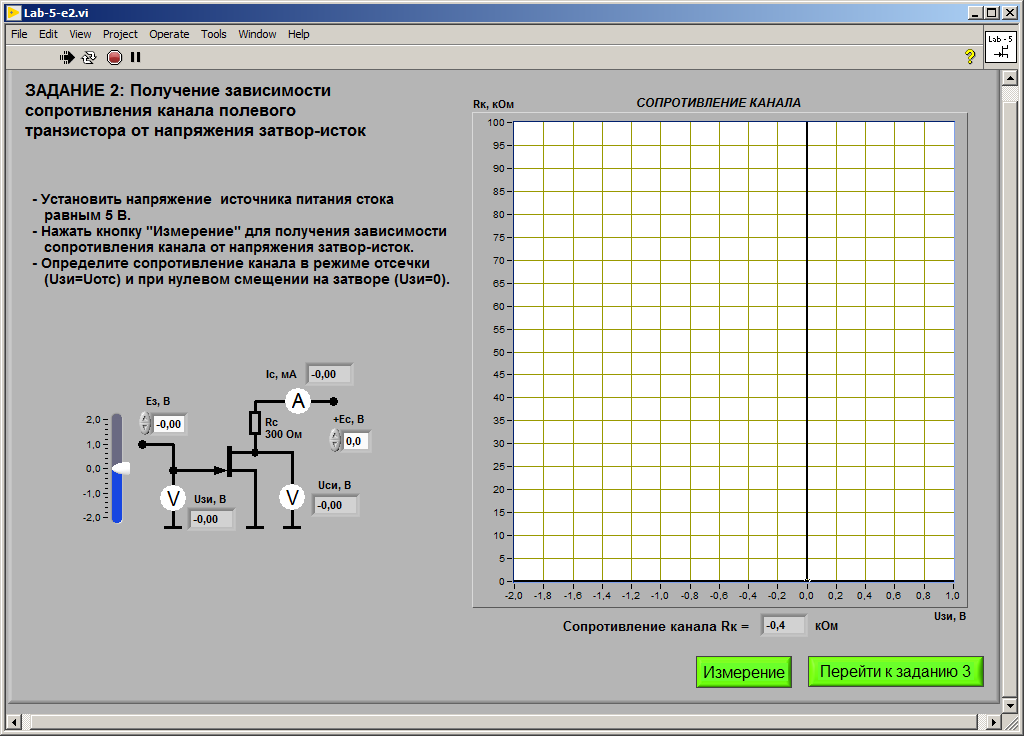 Lab-5-e2.vi
File Edit View Project Operate Tools Window Help
?
Lab - 5
ЗАДАНИЕ 2: Получение зависимости
сопротивления канала полевого
транзистора от напряжения затвор-исток
- Установить напряжение источника питания стока
равным 5 В.
- Нажать кнопку "Измерение" для получения зависимости
сопротивления канала от напряжения затвор-исток.
- Определите сопротивление канала в режиме отсечки
(Uзи=Uотс) и при нулевом смещении на затворе (Uзи=0).
Iс, мА -0,00
A
Eз, В
-0,00
Rс
300 Ом
+Eс, В
0,0
2,0
1,0
0,0
-1,0
-2,0
V
Uзи, В
-0,00
V
Uси, В
-0,00
Rк, кОм
СОПРОТИВЛЕНИЕ КАНАЛА
100
95
90
85
80
75
70
65
60
55
50
45
40
35
30
25
20
15
10
5
0
-2,0 -1,8 -1,6 -1,4 -1,2 -1,0 -0,8 -0,6 -0,4 -0,2 0,0 0,2 0,4 0,6 0,8 1,0
Uзи, В
Сопротивление канала Rк = -0,4 кОм
Измерение
Перейти к заданию 3